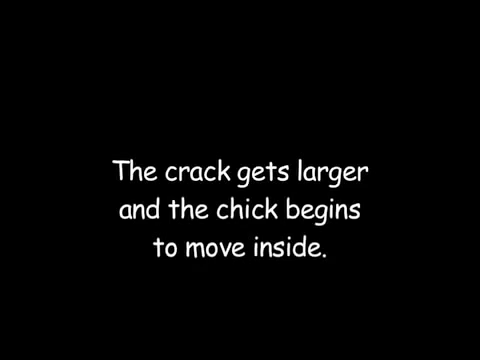 The crack gets larger
and the chick begins
to move inside.